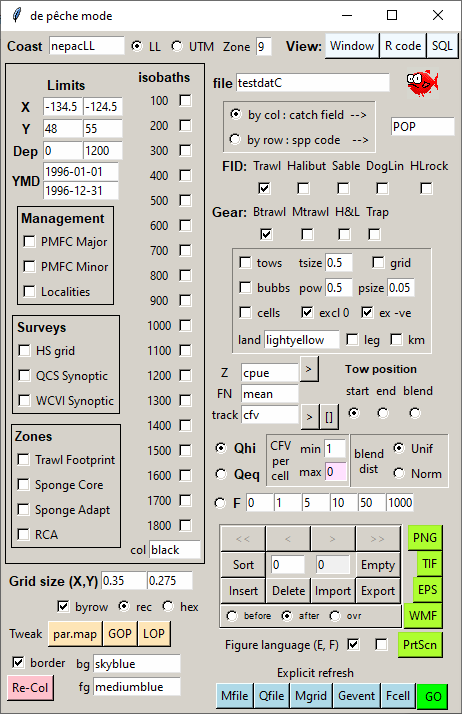 de pêche mode
Coast nepacLL LL UTM Zone 9 View: Window R code SQL
Limits
X -134.5 -124.5
Y 48 55
Dep 0 1200
YMD 1996-01-01
1996-12-31
Management
PMFC Major
PMFC Minor
Localities
Surveys
HS grid
QCS Synoptic
WCVI Synoptic
Zones
Trawl Footprint
Sponge Core
Sponge Adapt
RCA
isobaths
100
200
300
400
500
600
700
800
900
1000
1100
1200
1300
1400
1500
1600
1700
1800
col black
Grid size (X,Y) 0.35 0.275
byrow rec hex
Tweak par.map GOP LOP
border bg skyblue
Re-Col fg mediumblue
file testdatC
by col : catch field -->
by row : spp code -->
POP
FID: Trawl Halibut Sable DogLin HLrock
Gear: Btrawl Mtrawl H&L Trap
tows tsize 0.5 grid
bubbs pow 0.5 psize 0.05
cells excl 0 ex -ve
land lightyellow leg km
Z cpue >
FN mean
track cfv > []
Tow position
start end blend
Qhi
Qeq
CFV
per
cell
min 1
max 0
blend
dist
Unif
Norm
F 0 1 5 10 50 1000
<< < > >>
Sort 0 0 Empty
Insert Delete Import Export
before after ovr
PNG
TIF
EPS
WMF
Figure language (E, F) PrtScn
Explicit refresh
Mfile Qfile Mgrid Gevent Fcell GO